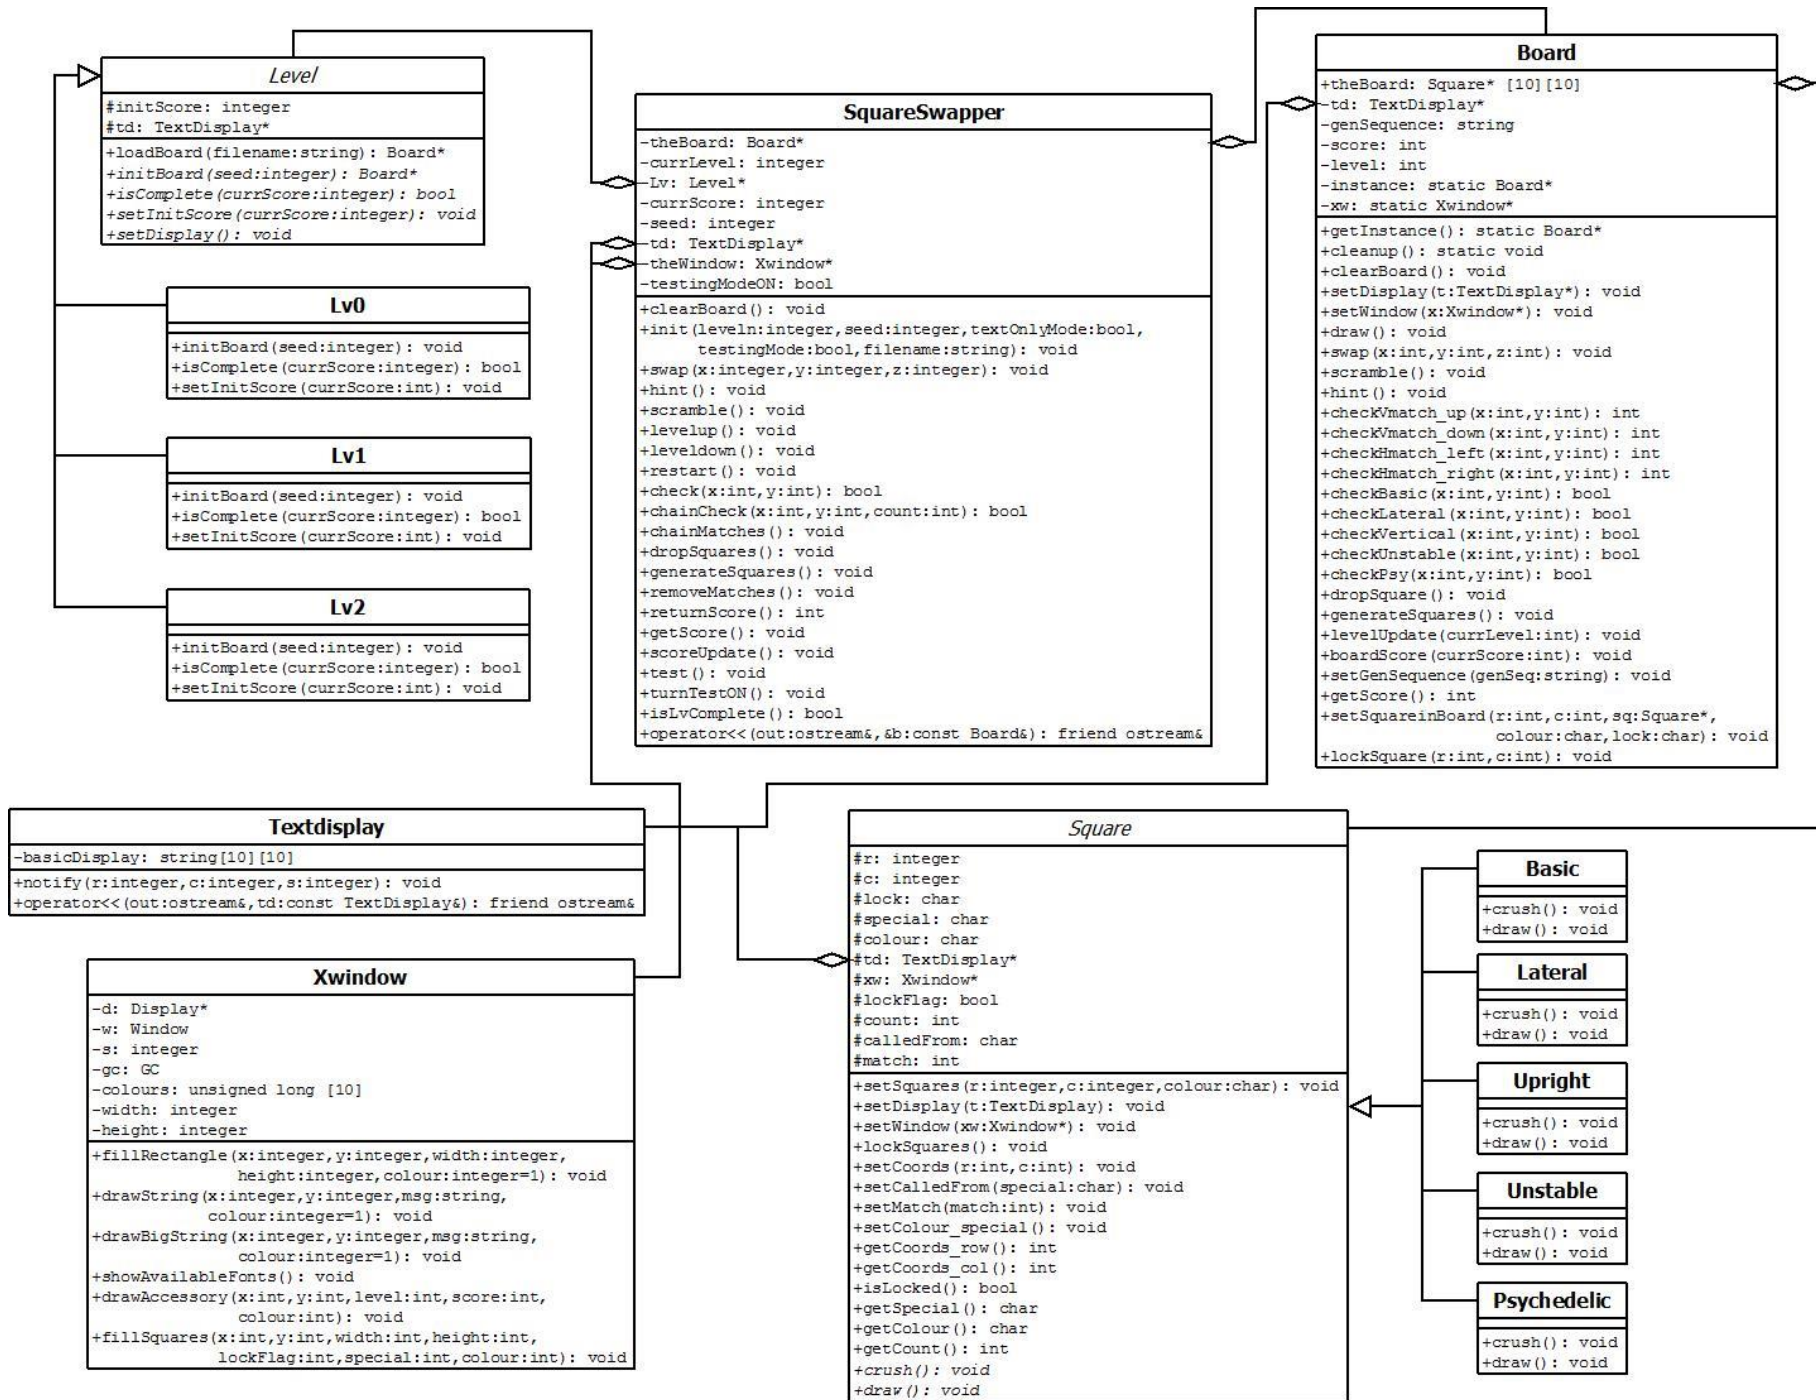 Level
#initScore: integer
#td: TextDisplay*
+loadBoard(filename:string): Board*
+initBoard(seed:integer): Board*
+isComplete(currScore:integer): bool
+setInitScore(currScore:integer): void
+setDisplay(): void
Lv0
+initBoard(seed:integer): void
+isComplete(currScore:integer): bool
+setInitScore(currScore:int): void
Lv1
+initBoard(seed:integer): void
+isComplete(currScore:integer): bool
+setInitScore(currScore:int): void
Lv2
+initBoard(seed:integer): void
+isComplete(currScore:integer): bool
+setInitScore(currScore:int): void
SquareSwapper
-theBoard: Board*
-currLevel: integer
-Lv: Level*
-currScore: integer
-seed: integer
-td: TextDisplay*
-theWindow: Xwindow*
-testingModeON: bool
+clearBoard(): void
+init(leveln:integer,seed:integer,textOnlyMode:bool,
testingMode:bool,filename:string): void
+swap(x:integer,y:integer,z:integer): void
+hint(): void
+scramble(): void
+levelup(): void
+leveldown(): void
+restart(): void
+check(x:int,y:int): bool
+chainCheck(x:int,y:int,count:int): bool
+chainMatches(): void
+dropSquares(): void
+generateSquares(): void
+removeMatches(): void
+returnScore(): int
+getScore(): void
+scoreUpdate(): void
+test(): void
+turnTestON(): void
+isLvComplete(): bool
+operator<<(out:ostream&,&b:const Board&): friend ostream&
Board
+theBoard: Square* [10][10]
-td: TextDisplay*
-genSequence: string
-score: int
-level: int
-instance: static Board*
-xw: static Xwindow*
+getInstance(): static Board*
+cleanup(): static void
+clearBoard(): void
+setDisplay(t:TextDisplay*): void
+setWindow(x:Xwindow*): void
+draw(): void
+swap(x:int,y:int,z:int): void
+scramble(): void
+hint(): void
+checkVmatch_up(x:int,y:int): int
+checkVmatch_down(x:int,y:int): int
+checkHmatch_left(x:int,y:int): int
+checkHmatch_right(x:int,y:int): int
+checkBasic(x:int,y:int): bool
+checkLateral(x:int,y:int): bool
+checkVertical(x:int,y:int): bool
+checkUnstable(x:int,y:int): bool
+checkPsy(x:int,y:int): bool
+dropSquare(): void
+generateSquares(): void
+levelUpdate(currLevel:int): void
+boardScore(currScore:int): void
+setGenSequence(genSeq:string): void
+getScore(): int
+setSquareinBoard(r:int,c:int,sq:Square*,
colour:char,lock:char): void
+lockSquare(r:int,c:int): void
Textdisplay
-basicDisplay: string[10][10]
+notify(r:integer,c:integer,s:integer): void
+operator<<(out:ostream&,td:const TextDisplay&): friend ostream&
Xwindow
-d: Display*
-w: Window
-s: integer
-gc: GC
-colours: unsigned long [10]
-width: integer
-height: integer
+fillRectangle(x:integer,y:integer,width:integer,
height:integer,colour:integer=1): void
+drawString(x:integer,y:integer,msg:string,
colour:integer=1): void
+drawBigString(x:integer,y:integer,msg:string,
colour:integer=1): void
+showAvailableFonts(): void
+drawAccessory(x:int,y:int,level:int,score:int,
colour:int): void
+fillSquares(x:int,y:int,width:int,height:int,
lockFlag:int,special:int,colour:int): void
Square
#r: integer
#c: integer
#lock: char
#special: char
#colour: char
#td: TextDisplay*
#xw: Xwindow*
#lockFlag: bool
#count: int
#calledFrom: char
#match: int
+setSquares(r:integer,c:integer,colour:char): void
+setDisplay(t:TextDisplay): void
+setWindow(xw:Xwindow*): void
+lockSquares(): void
+setCoords(r:int,c:int): void
+setCalledFrom(special:char): void
+setMatch(match:int): void
+setColour_special(): void
+getCoords_row(): int
+getCoords_col(): int
+isLocked(): bool
+getSpecial(): char
+getColour(): char
+getCount(): int
+crush(): void
+draw(): void
Basic
+crush(): void
+draw(): void
Lateral
+crush(): void
+draw(): void
Upright
+crush(): void
+draw(): void
Unstable
+crush(): void
+draw(): void
Psychedelic
+crush(): void
+draw(): void